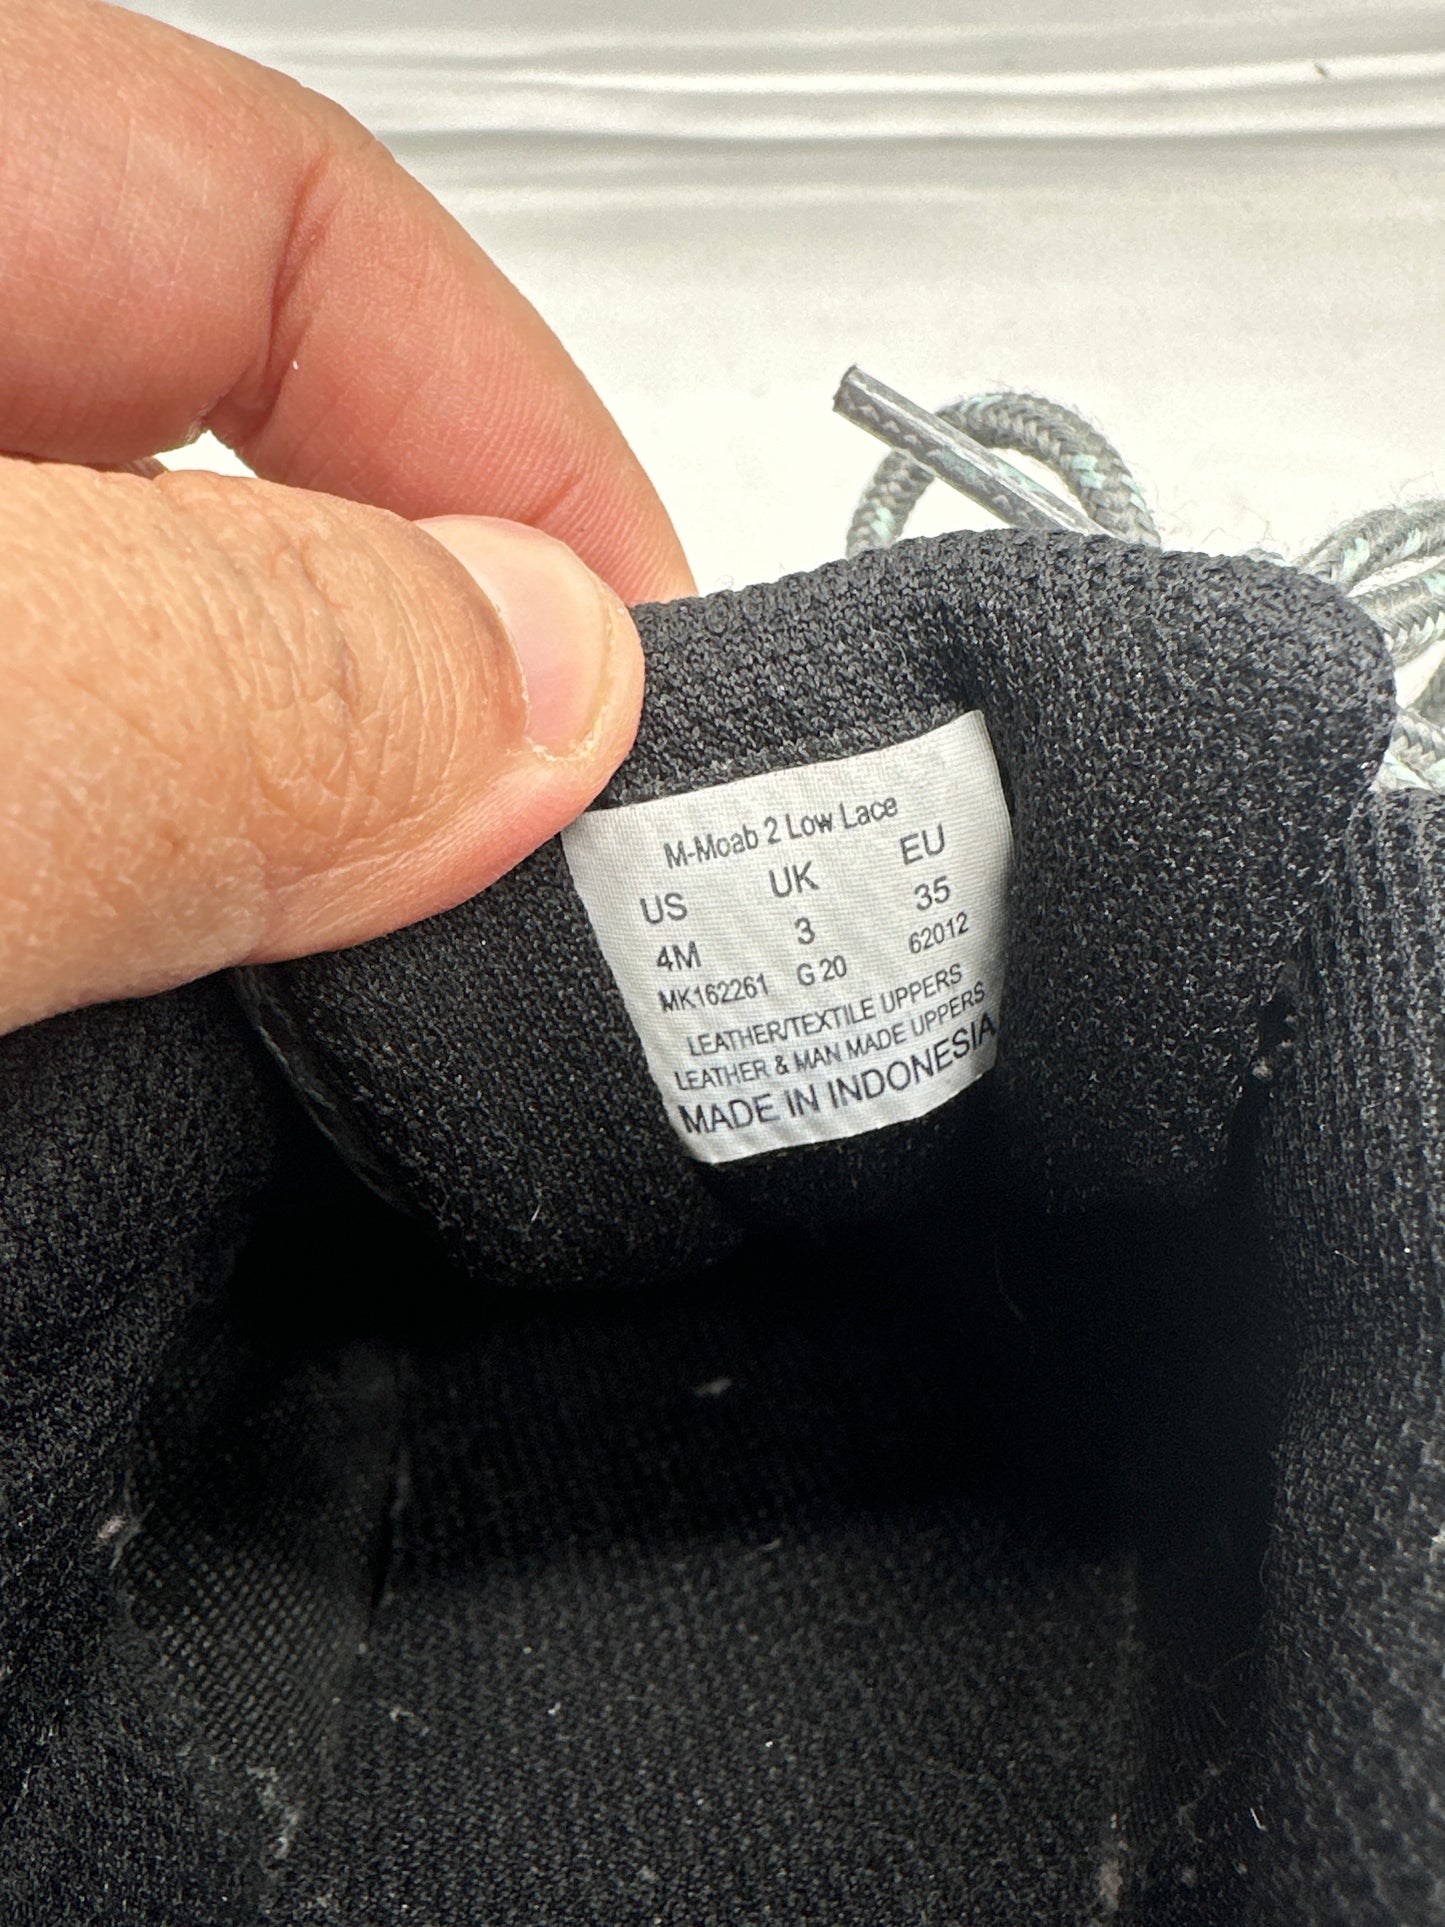 M-Moab 2 Low Lace
US UK EU
4M 3 35
MK162261 G 20 62012
LEATHER/TEXTILE UPPERS
LEATHER & MAN MADE UPPERS
MADE IN INDONESIA